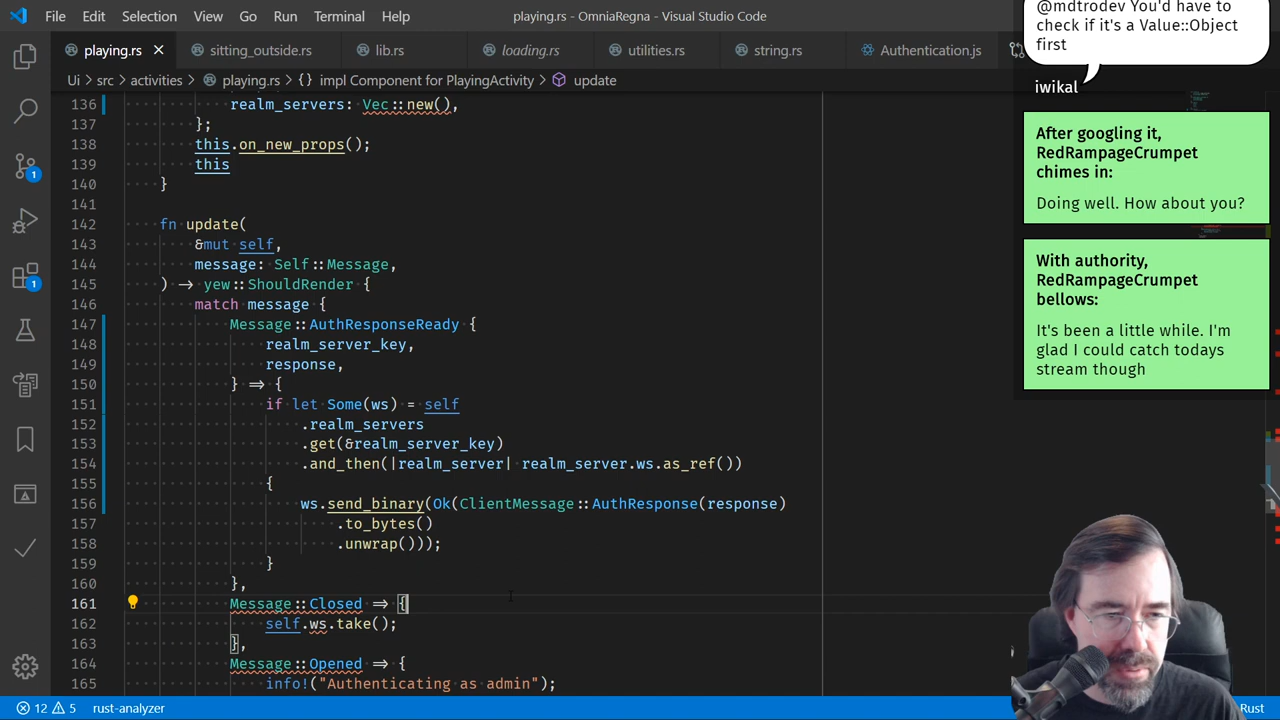 File Edit Selection View Go Run Terminal Help playing.rs - OmniaRegna - Visual Studio Code
playing.rs sitting_outside.rs lib.rs loading.rs utilities.rs string.rs Authentication.js
Ui > src > activities > playing.rs > {} impl Component for PlayingActivity > update
136 realm_servers: Vec::new(),
137 };
138 this.on_new_props();
139 this
140 }
141
142 fn update(
143 &mut self,
144 message: Self::Message,
145 ) -> yew::ShouldRender {
146 match message {
147 Message::AuthResponseReady {
148 realm_server_key,
149 response,
150 } => {
151 if let Some(ws) = self
152 .realm_servers
153 .get(&realm_server_key)
154 .and_then(|realm_server| realm_server.ws.as_ref())
155 {
156 ws.send_binary(Ok(ClientMessage::AuthResponse(response)
157 .to_bytes()
158 .unwrap()));
159 }
160 },
161 Message::Closed => {
162 self.ws.take();
163 },
164 Message::Opened => {
165 info!("Authenticating as admin");
1
1
12 5 rust-analyzer
Rust
@mdtrodev You'd have to
check if it's a Value::Object
first
iwikal
After googling it,
RedRampageCrumpet
chimes in:
Doing well. How about you?
With authority,
RedRampageCrumpet
bellows:
It's been a little while. I'm
glad I could catch todays
stream though